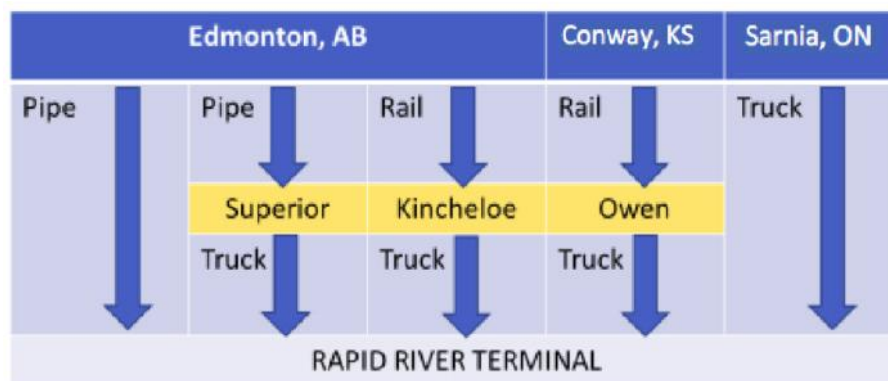 Edmonton, AB Conway, KS Sarnia, ON
Pipe Pipe Rail Rail Truck
Superior Kincheloe Owen
Truck Truck Truck
RAPID RIVER TERMINAL